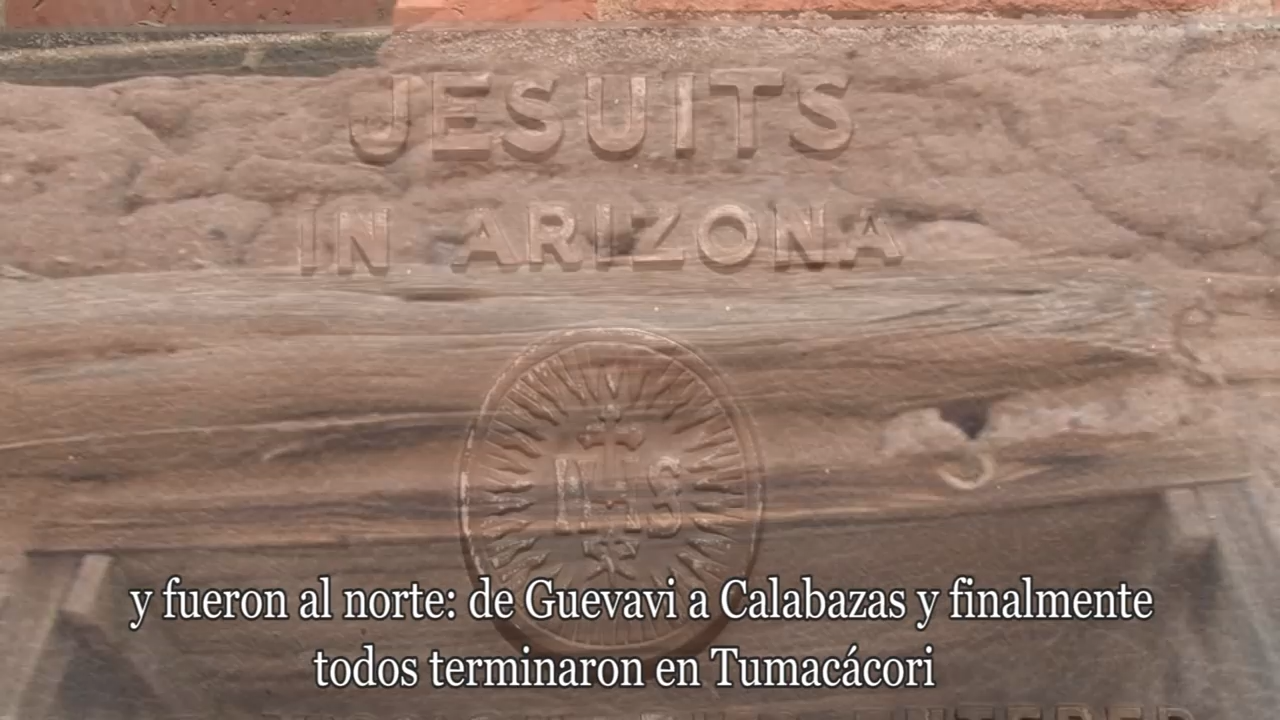 JESUITS
IN ARIZONA
IHS
y fueron al norte: de Guevavi a Calabazas y finalmente
todos terminaron en Tumacácori